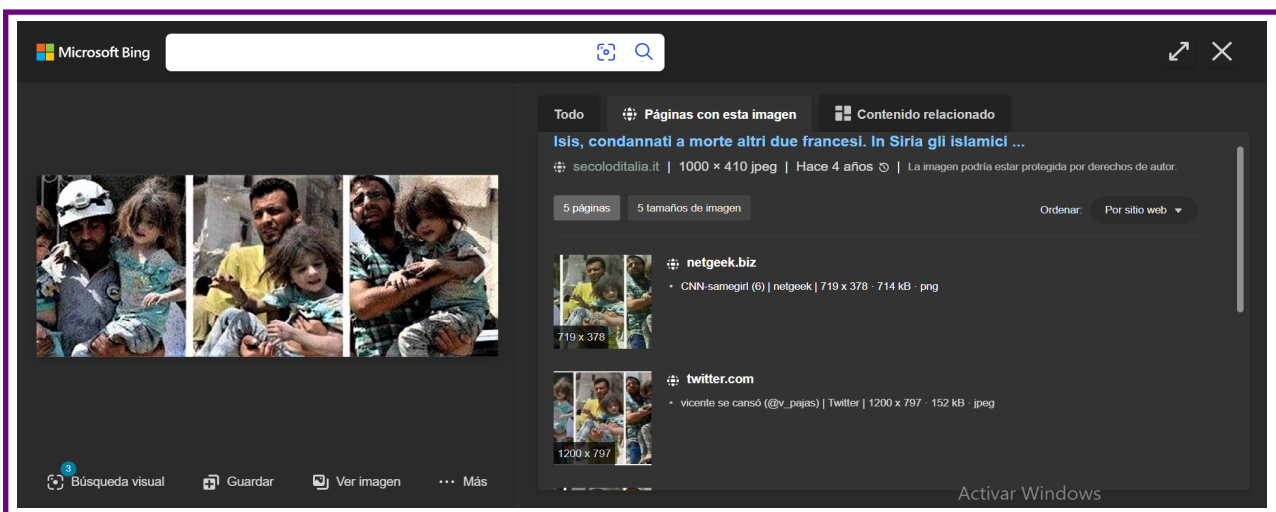 Microsoft Bing
Todo
Páginas con esta imagen
Contenido relacionado
Isis, condannati a morte altri due francesi. In Siria gli islamici ...
secoloditalia.it | 1000 × 410 jpeg | Hace 4 años | La imagen podría estar protegida por derechos de autor.
5 páginas
5 tamaños de imagen
Ordenar: Por sitio web
netgeek.biz
• CNN-samegirl (6) | netgeek | 719 x 378 · 714 kB · png
719 x 378
twitter.com
• vicente se cansó (@v_pajas) | Twitter | 1200 x 797 · 152 kB · jpeg
1200 x 797
3
Búsqueda visual
Guardar
Ver imagen
··· Más
Activar Windows